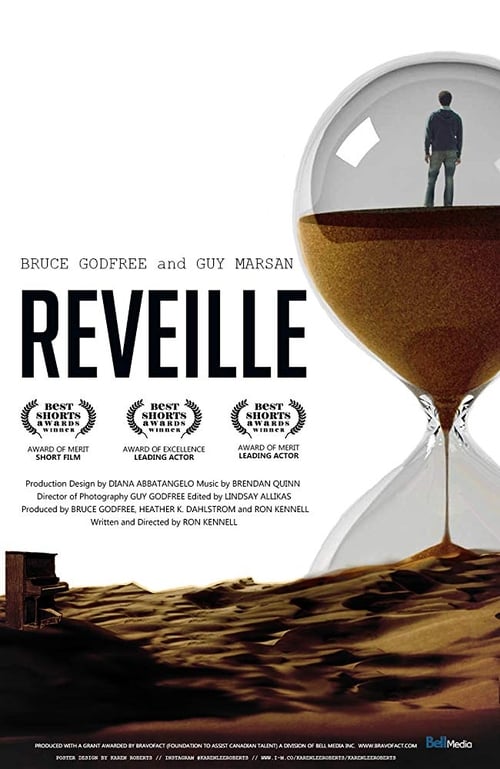 BRUCE GODFREE and GUY MARSAN
REVEILLE
BEST SHORTS awards winner
AWARD OF MERIT
SHORT FILM
BEST SHORTS awards winner
AWARD OF EXCELLENCE
LEADING ACTOR
BEST SHORTS awards winner
AWARD OF MERIT
LEADING ACTOR
Production Design by DIANA ABBATANGELO Music by BRENDAN QUINN
Director of Photography GUY GODFREE Edited by LINDSAY ALLIKAS
Produced by BRUCE GODFREE, HEATHER K. DAHLSTROM and RON KENNELL
Written and Directed by RON KENNELL
PRODUCED WITH A GRANT AWARDED BY BRAVOFACT (FOUNDATION TO ASSIST CANADIAN TALENT) A DIVISION OF BELL MEDIA INC. WWW.BRAVOFACT.COM
Bell Media
POSTER DESIGN BY KAREN ROBERTS // INSTAGRAM @KARENLEEROBERTS // WWW.I-M.CO/KARENLEEROBERTS/KARENLEEROBERTS